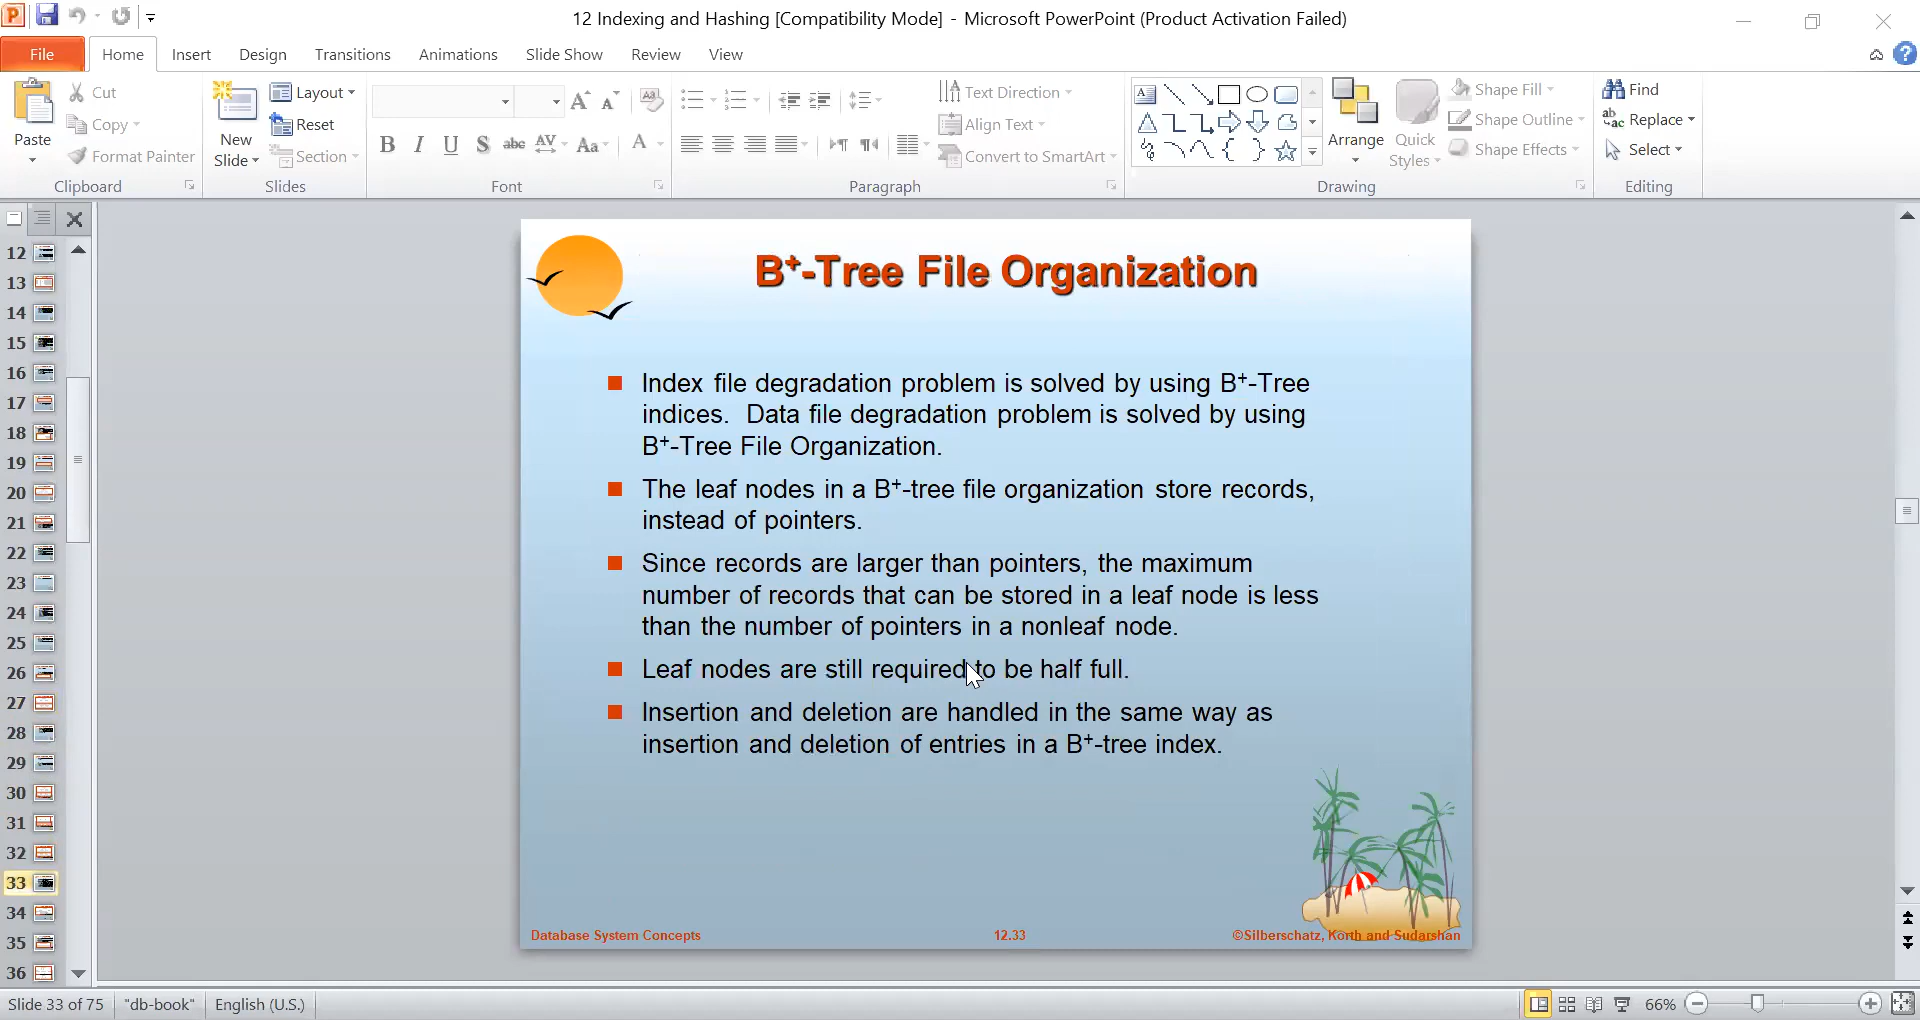 12 Indexing and Hashing [Compatibility Mode] - Microsoft PowerPoint (Product Activation Failed)
File Home Insert Design Transitions Animations Slide Show Review View
Paste
Cut
Copy
Format Painter
Clipboard
New
Slide
Layout
Reset
Section
Slides
B I U S abc AV Aa A
Font
Text Direction
Align Text
Convert to SmartArt
Paragraph
Arrange
Quick
Styles
Shape Fill
Shape Outline
Shape Effects
Drawing
Find
Replace
Select
Editing
12
13
14
15
16
17
18
19
20
21
22
23
24
25
26
27
28
29
30
31
32
33
34
35
36
B+-Tree File Organization
Index file degradation problem is solved by using B+-Tree
indices. Data file degradation problem is solved by using
B+-Tree File Organization.
The leaf nodes in a B+-tree file organization store records,
instead of pointers.
Since records are larger than pointers, the maximum
number of records that can be stored in a leaf node is less
than the number of pointers in a nonleaf node.
Leaf nodes are still required to be half full.
Insertion and deletion are handled in the same way as
insertion and deletion of entries in a B+-tree index.
Database System Concepts 12.33 ©Silberschatz, Korth and Sudarshan
Slide 33 of 75 "db-book" English (U.S.) 66%